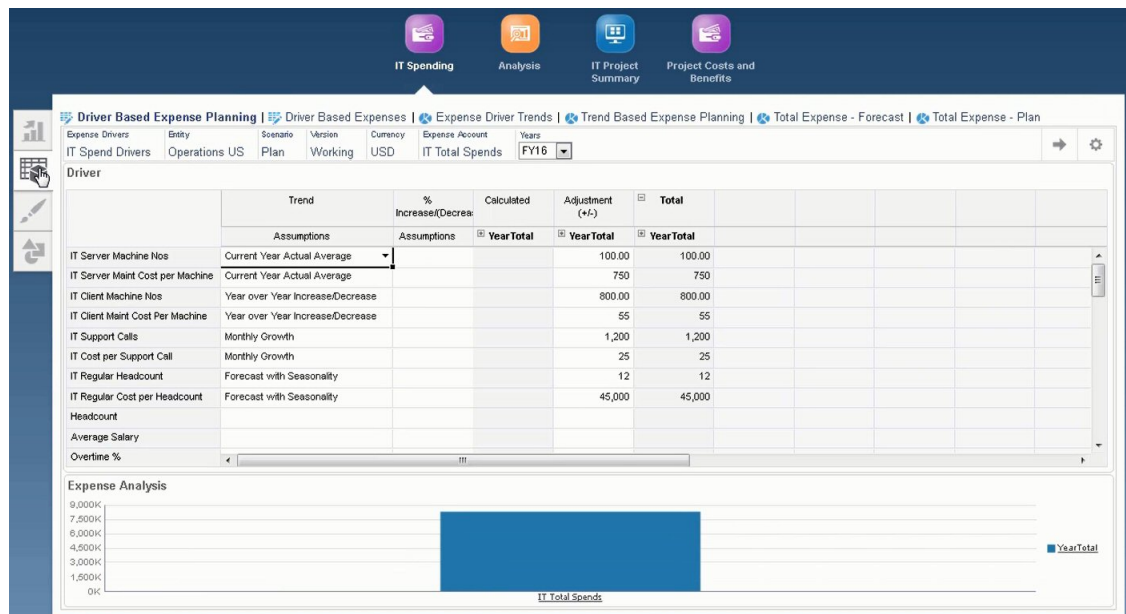 IT Spending
Analysis
IT Project
Summary
Project Costs and
Benefits
Driver Based Expense Planning | Driver Based Expenses | Expense Driver Trends | Trend Based Expense Planning | Total Expense - Forecast | Total Expense - Plan
Expense Drivers Entity Scenario Version Currency Expense Account Years
IT Spend Drivers Operations US Plan Working USD IT Total Spends FY16
Driver
Trend % Increase/(Decrea: Calculated Adjustment (+/-) Total
Assumptions Assumptions YearTotal YearTotal YearTotal
IT Server Machine Nos Current Year Actual Average 100.00 100.00
IT Server Maint Cost per Machine Current Year Actual Average 750 750
IT Client Machine Nos Year over Year Increase/Decrease 800.00 800.00
IT Client Maint Cost Per Machine Year over Year Increase/Decrease 55 55
IT Support Calls Monthly Growth 1,200 1,200
IT Cost per Support Call Monthly Growth 25 25
IT Regular Headcount Forecast with Seasonality 12 12
IT Regular Cost per Headcount Forecast with Seasonality 45,000 45,000
Headcount
Average Salary
Overtime %
Expense Analysis
9,000K
7,500K
6,000K
4,500K
3,000K
1,500K
0K
YearTotal
IT Total Spends